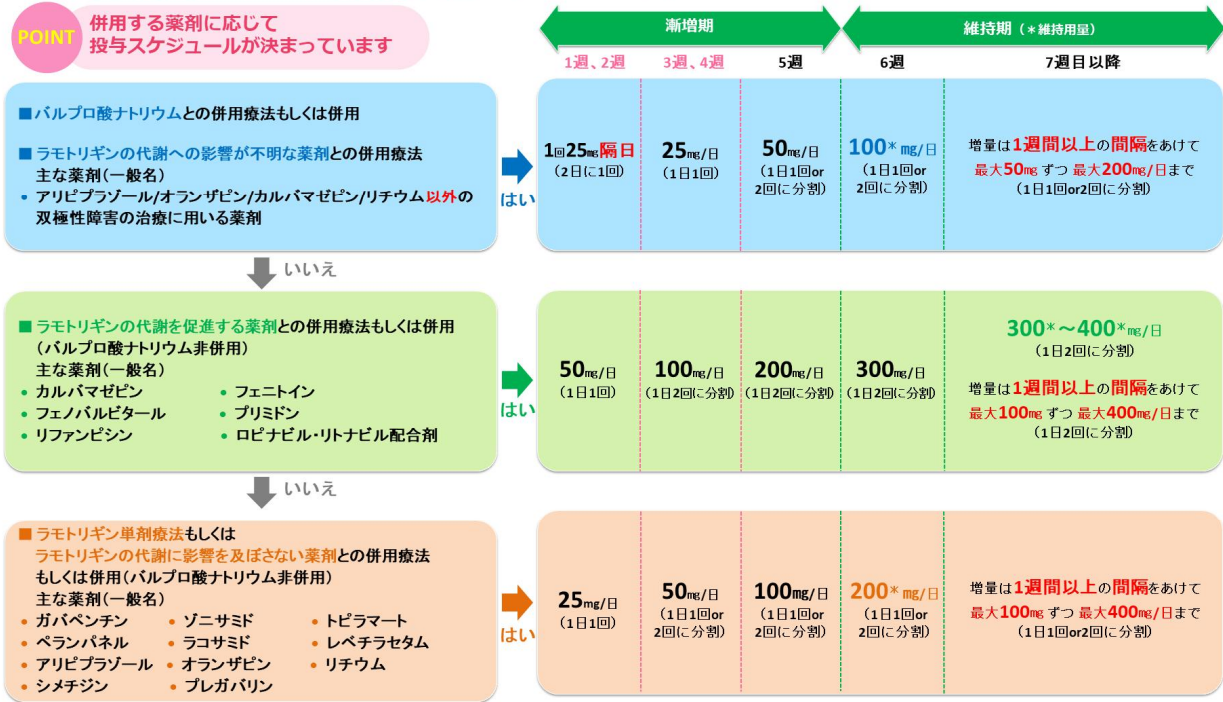 POINT
併用する薬剤に応じて
投与スケジュールが決まっています
漸増期
維持期（*維持用量）
1週、2週
3週、4週
5週
6週
7週目以降
■バルプロ酸ナトリウムとの併用療法もしくは併用
■ラモトリギンの代謝への影響が不明な薬剤との併用療法
主な薬剤(一般名)
• アリピプラゾール/オランザピン/カルバマゼピン/リチウム以外の
双極性障害の治療に用いる薬剤
はい
1回25mg隔日
（2日に1回）
25mg/日
（1日1回）
50mg/日
（1日1回or
2回に分割）
100* mg/日
（1日1回or
2回に分割）
増量は1週間以上の間隔をあけて
最大50mg ずつ 最大200mg/日まで
（1日1回or2回に分割）
いいえ
■ラモトリギンの代謝を促進する薬剤との併用療法もしくは併用
(バルプロ酸ナトリウム非併用)
主な薬剤(一般名)
• カルバマゼピン
• フェニトイン
• フェノバルビタール
• プリミドン
• リファンピシン
• ロピナビル・リトナビル配合剤
はい
50mg/日
（1日1回）
100mg/日
（1日2回に分割）
200mg/日
（1日2回に分割）
300mg/日
（1日2回に分割）
300*～400*mg/日
（1日2回に分割）
増量は1週間以上の間隔をあけて
最大100mg ずつ 最大400mg/日まで
（1日2回に分割）
いいえ
■ラモトリギン単剤療法もしくは
ラモトリギンの代謝に影響を及ぼさない薬剤との併用療法
もしくは併用(バルプロ酸ナトリウム非併用)
主な薬剤(一般名)
• ガバペンチン
• ゾニサミド
• トピラマート
• ペランパネル
• ラコサミド
• レベチラセタム
• アリピプラゾール
• オランザピン
• リチウム
• シメチジン
• プレガバリン
はい
25mg/日
（1日1回）
50mg/日
（1日1回or
2回に分割）
100mg/日
（1日1回or
2回に分割）
200* mg/日
（1日1回or
2回に分割）
増量は1週間以上の間隔をあけて
最大100mg ずつ 最大400mg/日まで
（1日1回or2回に分割）